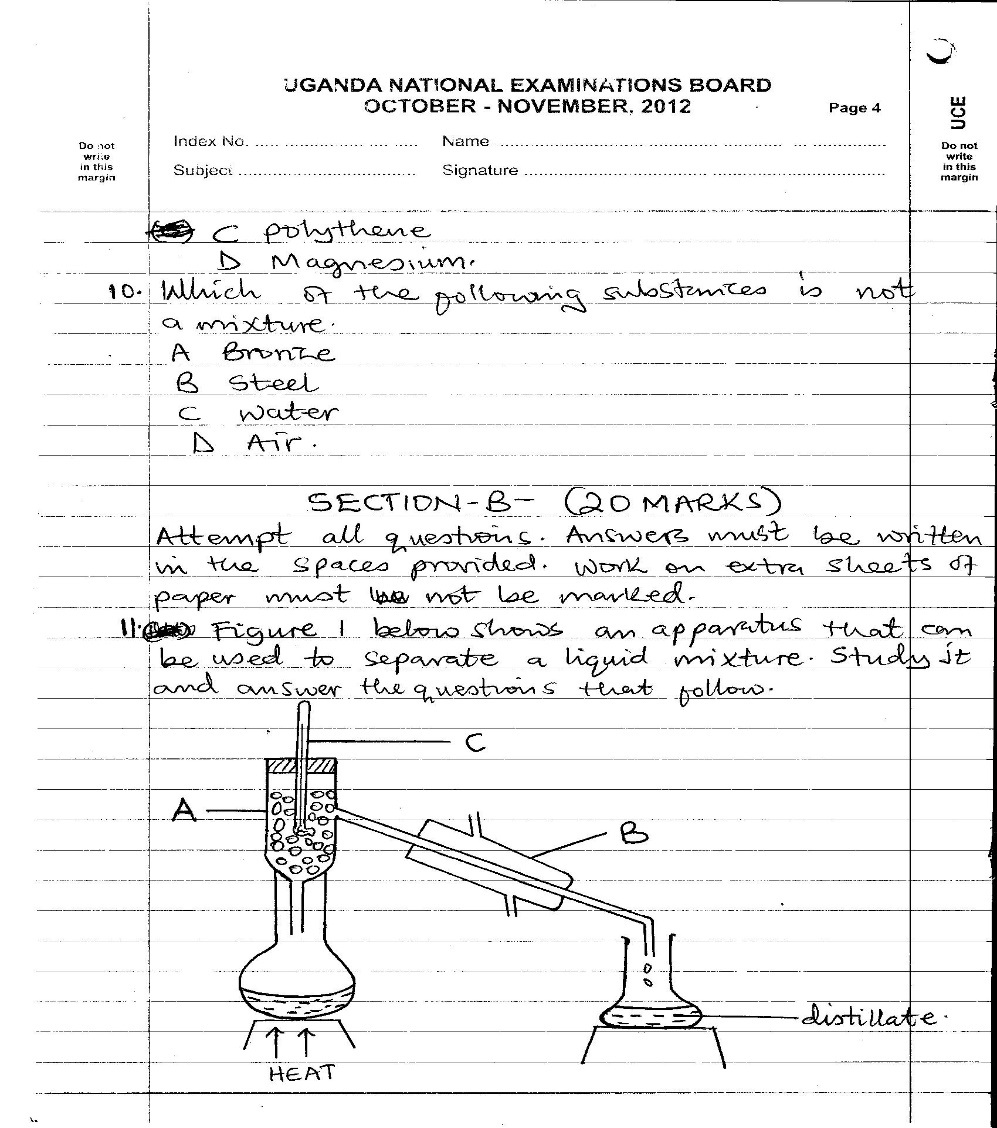 UGANDA NATIONAL EXAMINATIONS BOARD
OCTOBER - NOVEMBER, 2012
Page 4
UCE
Do not
write
in this
margin
Index No. ..... ........................ ..... .....
Name ................................................................
Do not
write
in this
margin
Subject ..................................
Signature ................................................................
C polythene
D Magnesium.
10. Which of the following substances is not
a mixture.
A Bronze
B Steel
C Water
D Air.
SECTION-B- (20 MARKS)
Attempt all questions. Answers must be written
in the spaces provided. Work on extra sheets of
paper must not be marked.
11. Figure 1 below shows an apparatus that can
be used to separate a liquid mixture. Study it
and answer the questions that follow.
C
A
B
distillate.
HEAT